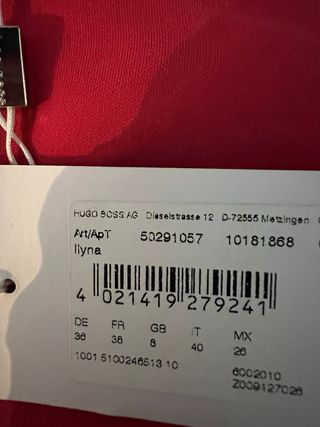 HUGO BOSS AG Dieselstrasse 12 D-72555 Metzingen
Art/Apт 50291057 10181868
Ilyna
4 021419 279241
DE FR GB IT MX
36 38 8 40 26
1001 5100246513 10
6002010
Z009127026